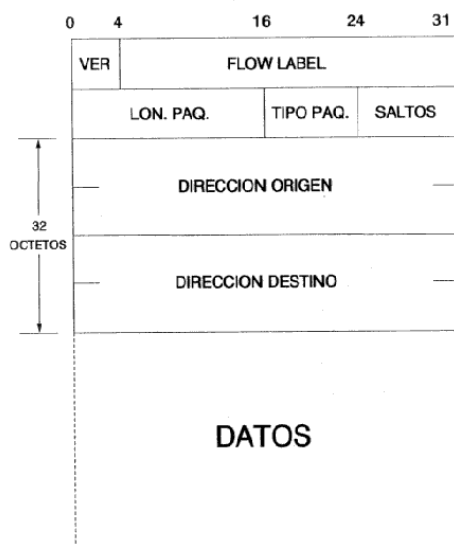 0 4 16 24 31
VER FLOW LABEL
LON. PAQ. TIPO PAQ. SALTOS
DIRECCION ORIGEN
32
OCTETOS
DIRECCION DESTINO
DATOS